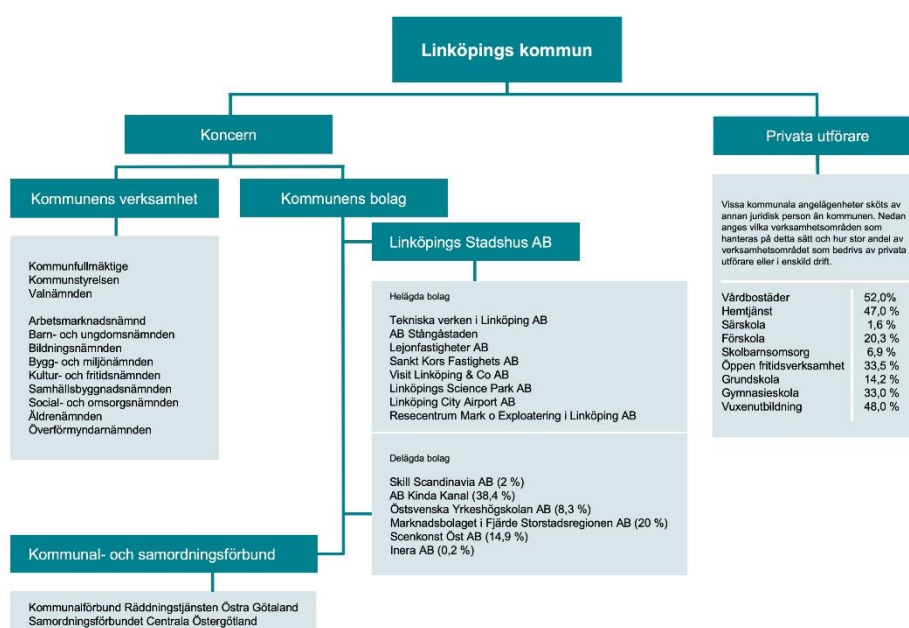 Linköpings kommun
Koncern
Privata utförare
Kommunens verksamhet
Kommunens bolag
Kommunfullmäktige
Kommunstyrelsen
Valnämnden
Arbetsmarknadsnämnd
Barn- och ungdomsnämnden
Bildningsnämnden
Bygg- och miljönämnden
Kultur- och fritidsnämnden
Samhällsbyggnadsnämnden
Social- och omsorgsnämnden
Äldrenämnden
Överförmyndarnämnden
Linköpings Stadshus AB
Helägda bolag
Tekniska verken i Linköping AB
AB Stångåstaden
Lejonfastigheter AB
Sankt Kors Fastighets AB
Visit Linköping & Co AB
Linköpings Science Park AB
Linköping City Airport AB
Resecentrum Mark o Exploatering i Linköping AB
Delägda bolag
Skill Scandinavia AB (2 %)
AB Kinda Kanal (38,4 %)
Östsvenska Yrkeshögskolan AB (8,3 %)
Marknadsbolaget i Fjärde Storstadsregionen AB (20 %)
Scenkonst Öst AB (14,9 %)
Inera AB (0,2 %)
Kommunal- och samordningsförbund
Kommunalförbund Räddningstjänsten Östra Götaland
Samordningsförbundet Centrala Östergötland
Vissa kommunala angelägenheter sköts av
annan juridisk person än kommunen. Nedan
anges vilka verksamhetsområden som
hanteras på detta sätt och hur stor andel av
verksamhetsområdet som bedrivs av privata
utförare eller i enskild drift.
Vårdbostäder 52,0%
Hemtjänst 47,0 %
Särskola 1,6 %
Förskola 20,3 %
Skolbarnsomsorg 6,9 %
Öppen fritidsverksamhet 33,5 %
Grundskola 14,2 %
Gymnasieskola 33,0 %
Vuxenutbildning 48,0 %